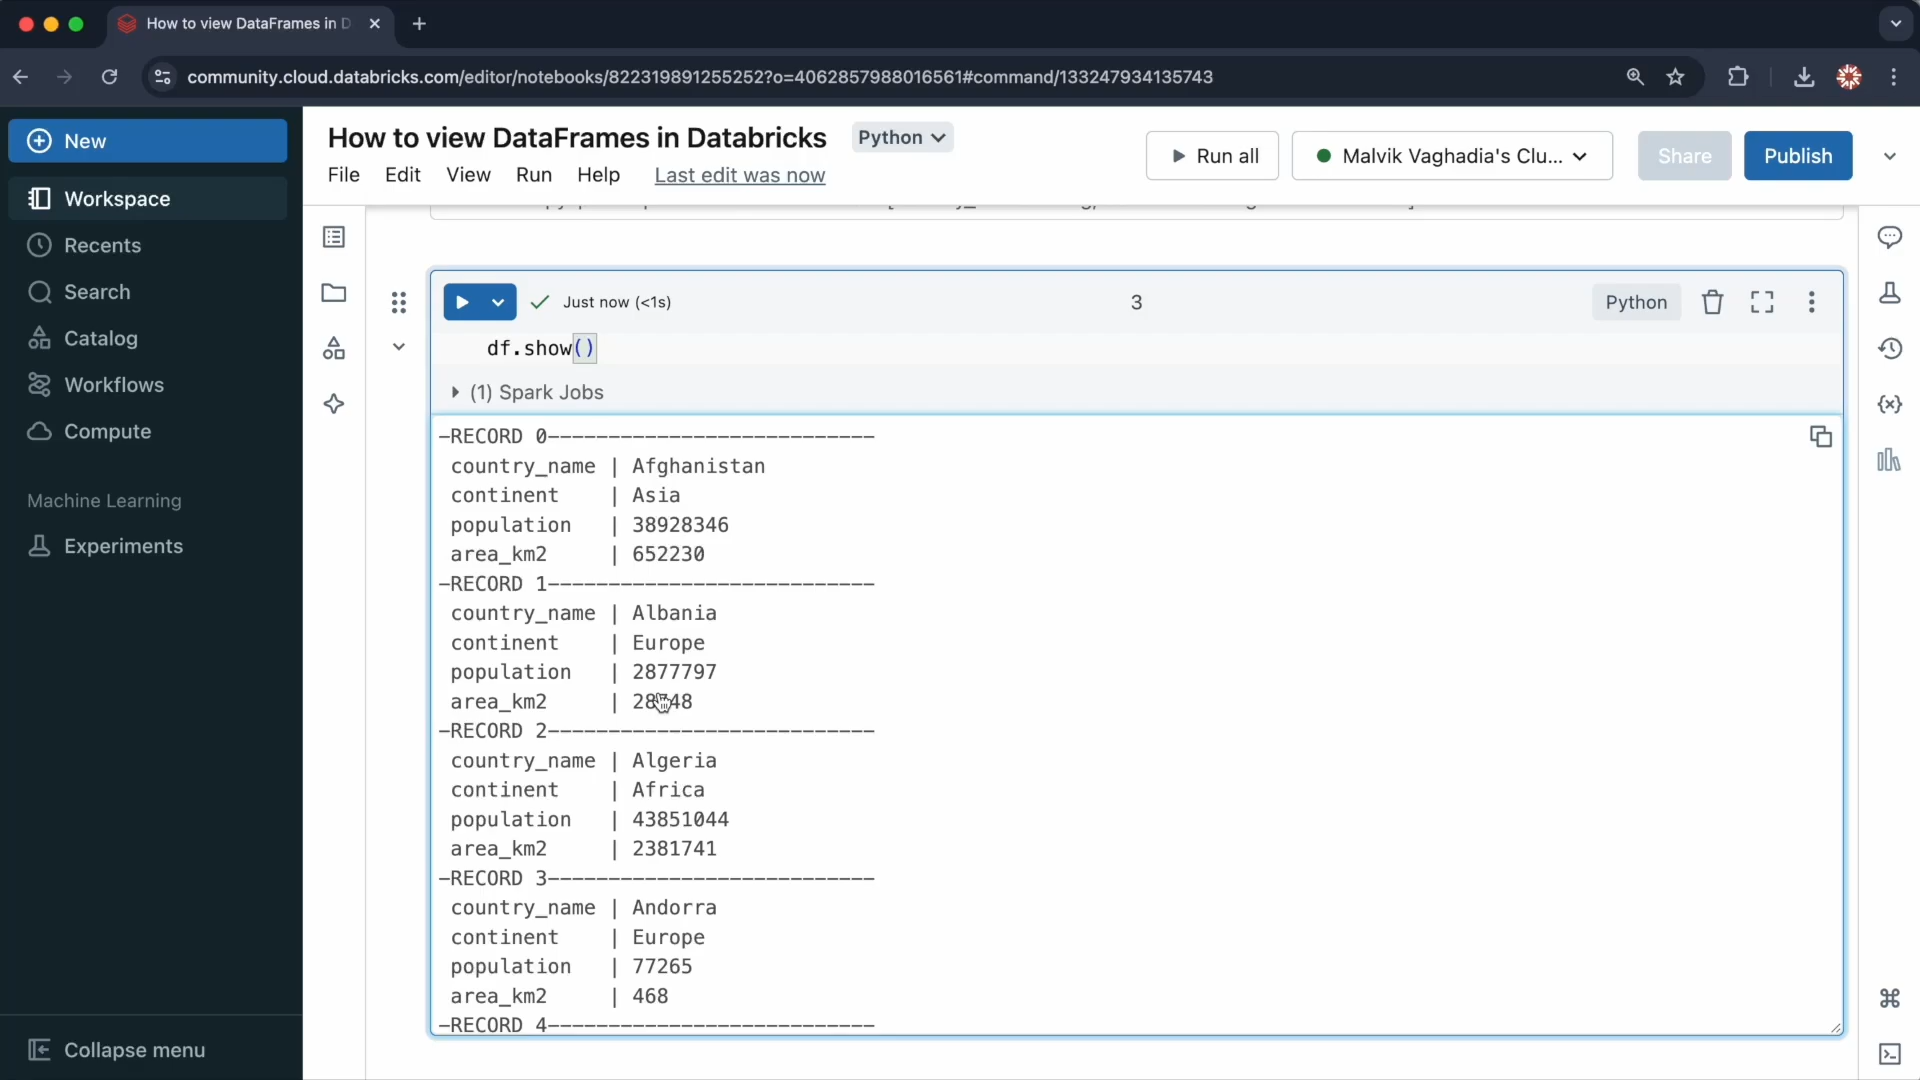 How to view DataFrames in D
community.cloud.databricks.com/editor/notebooks/822319891255252?o=4062857988016561#command/133247934135743
New
Workspace
Recents
Search
Catalog
Workflows
Compute
Machine Learning
Experiments
Collapse menu
How to view DataFrames in Databricks
Python
File Edit View Run Help Last edit was now
Run all
Malvik Vaghadia's Clu...
Share
Publish
Just now (<1s)
3
Python
df.show()
(1) Spark Jobs
-RECORD 0---------------------------
country_name | Afghanistan
continent | Asia
population | 38928346
area_km2 | 652230
-RECORD 1---------------------------
country_name | Albania
continent | Europe
population | 2877797
area_km2 | 28748
-RECORD 2---------------------------
country_name | Algeria
continent | Africa
population | 43851044
area_km2 | 2381741
-RECORD 3---------------------------
country_name | Andorra
continent | Europe
population | 77265
area_km2 | 468
-RECORD 4---------------------------